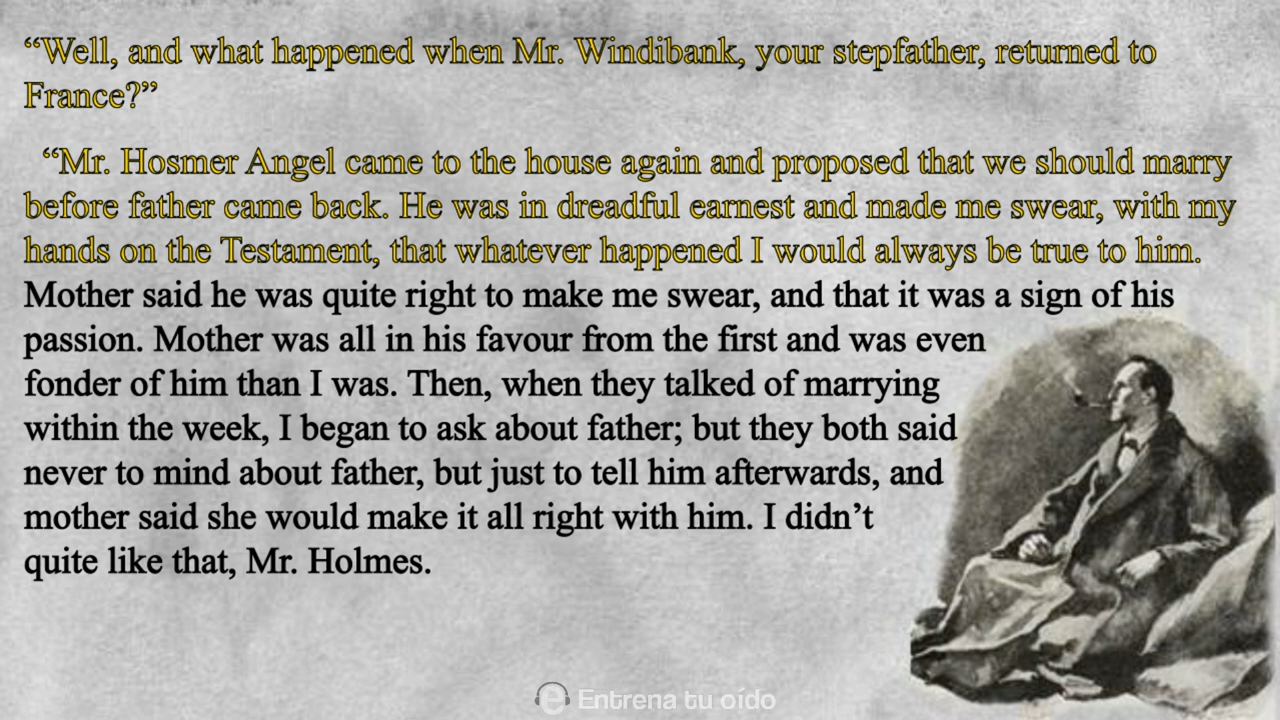 “Well, and what happened when Mr. Windibank, your stepfather, returned to
France?”
“Mr. Hosmer Angel came to the house again and proposed that we should marry
before father came back. He was in dreadful earnest and made me swear, with my
hands on the Testament, that whatever happened I would always be true to him.
Mother said he was quite right to make me swear, and that it was a sign of his
passion. Mother was all in his favour from the first and was even
fonder of him than I was. Then, when they talked of marrying
within the week, I began to ask about father; but they both said
never to mind about father, but just to tell him afterwards, and
mother said she would make it all right with him. I didn’t
quite like that, Mr. Holmes.
Entrena tu oído